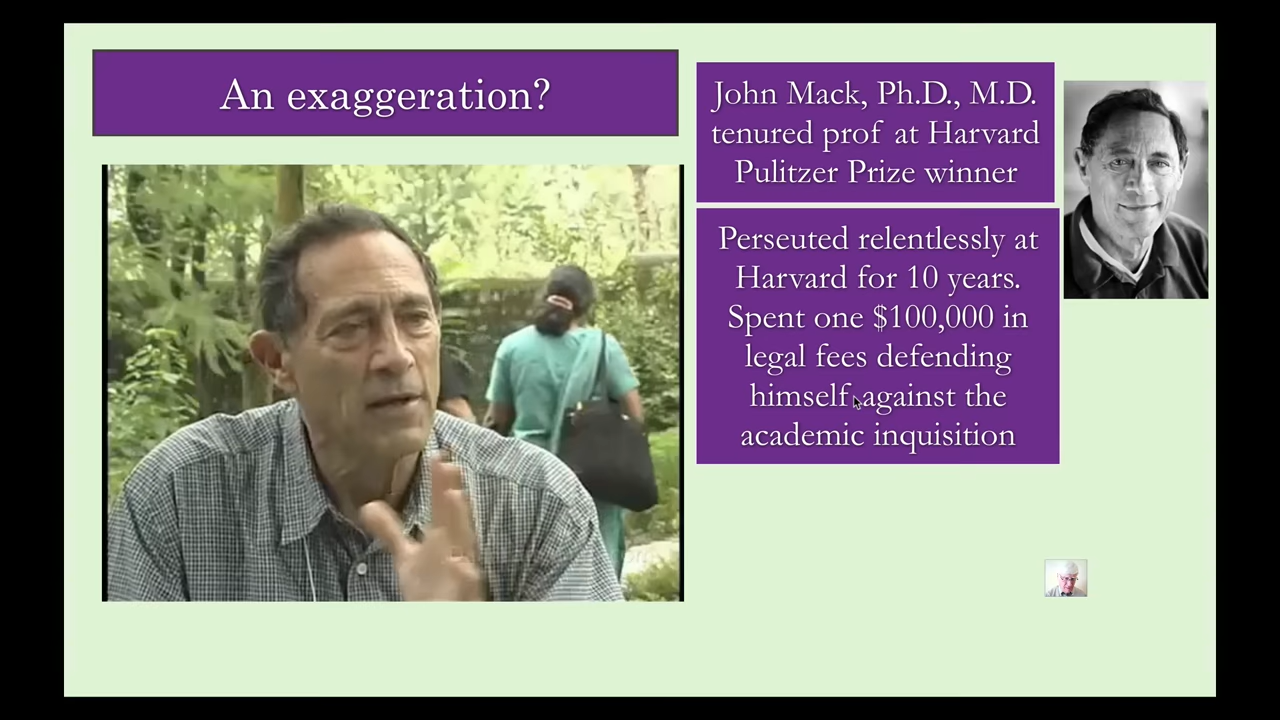 An exaggeration?
John Mack, Ph.D., M.D.
tenured prof at Harvard
Pulitzer Prize winner
Perseuted relentlessly at
Harvard for 10 years.
Spent one $100,000 in
legal fees defending
himself against the
academic inquisition